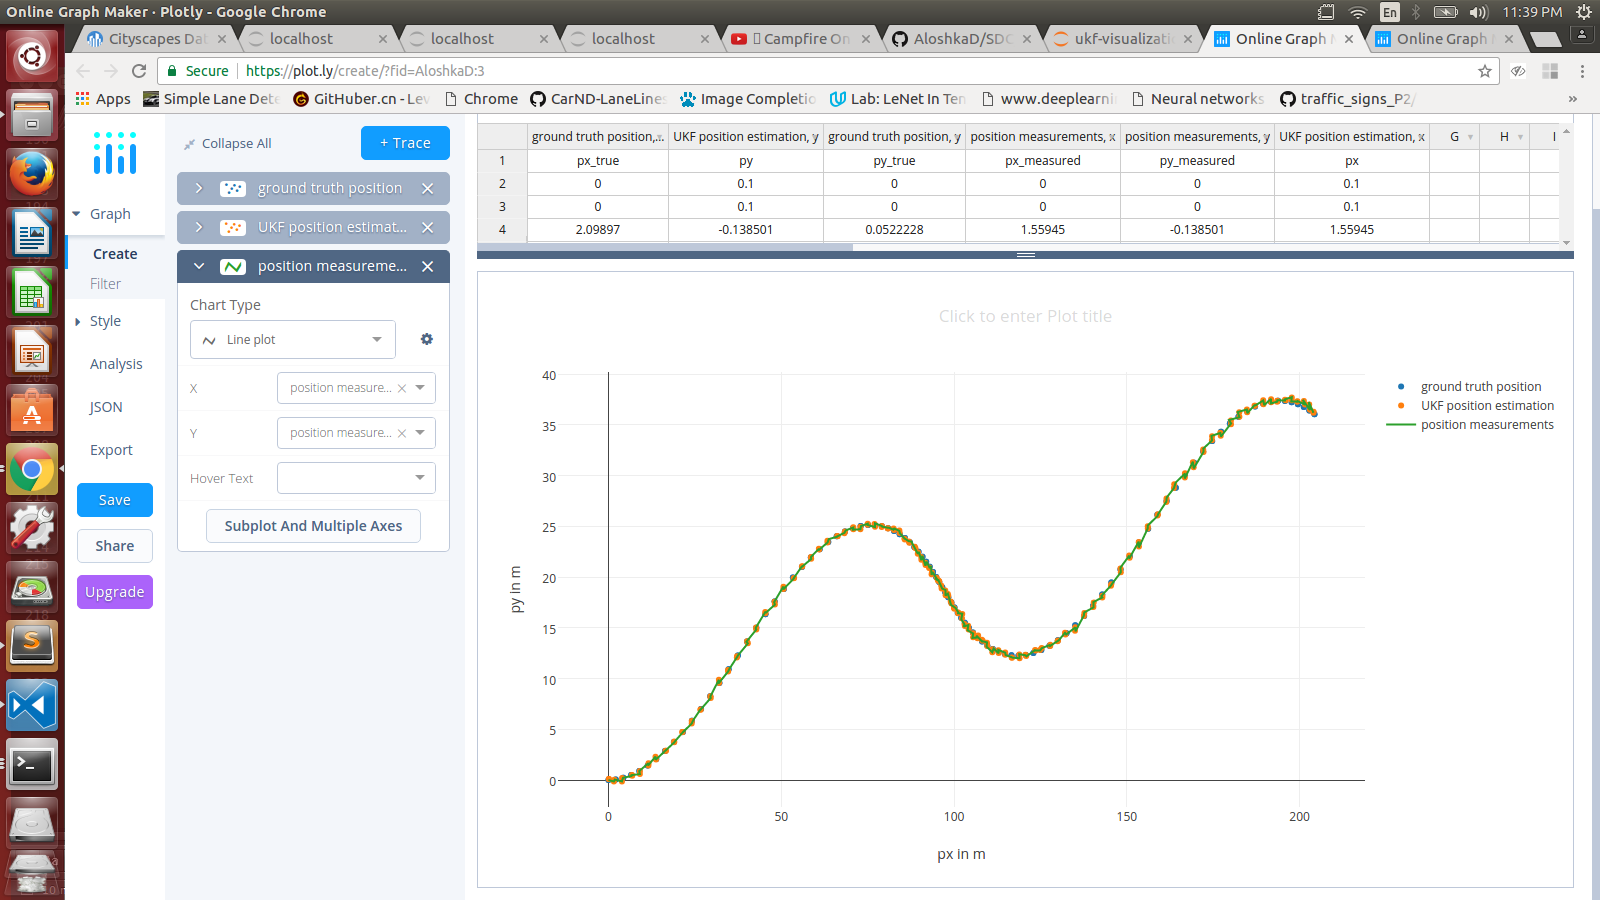 Online Graph Maker · Plotly - Google Chrome
En
11:39 PM
Cityscapes Dat
localhost
localhost
localhost
Campfire On
AloshkaD/SDC
ukf-visualizati
Online Graph M
Online Graph M
Secure
https://plot.ly/create/?fid=AloshkaD:3
Apps
Simple Lane Dete
GitHuber.cn - Lev
Chrome
CarND-LaneLines
Image Completio
Lab: LeNet In Ten
www.deeplearni
Neural networks
traffic_signs_P2/
»
Graph
Create
Filter
Style
Analysis
JSON
Export
Save
Share
Upgrade
Collapse All
+ Trace
ground truth position
UKF position estimat...
position measureme...
Chart Type
Line plot
X
position measure...
Y
position measure...
Hover Text
Subplot And Multiple Axes
ground truth position,... UKF position estimation, y ground truth position, y position measurements, x position measurements, y UKF position estimation, x G H I
1 px_true py py_true px_measured py_measured px
2 0 0.1 0 0 0 0.1
3 0 0.1 0 0 0 0.1
4 2.09897 -0.138501 0.0522228 1.55945 -0.138501 1.55945
Click to enter Plot title
40
35
30
25
20
15
10
5
0
py in m
0 50 100 150 200
px in m
ground truth position
UKF position estimation
position measurements